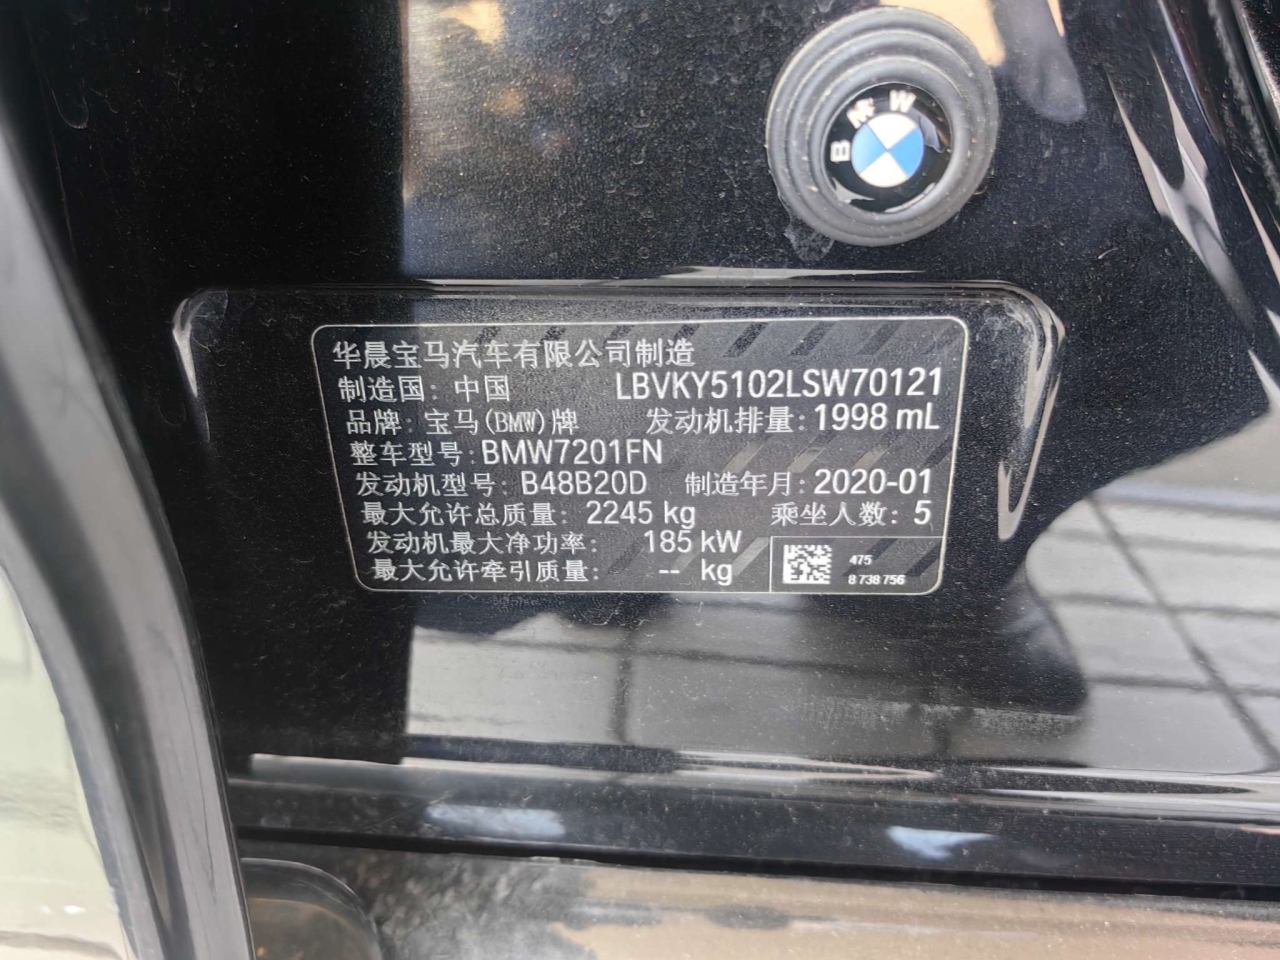 BMW
华晨宝马汽车有限公司制造
制造国: 中国 LBVKY5102LSW70121
品牌: 宝马(BMW)牌 发动机排量: 1998 mL
整车型号: BMW7201FN
发动机型号: B48B20D 制造年月: 2020-01
最大允许总质量: 2245 kg 乘坐人数: 5
发动机最大净功率: 185 kW
最大允许牵引质量: -- kg
475
8 738 756